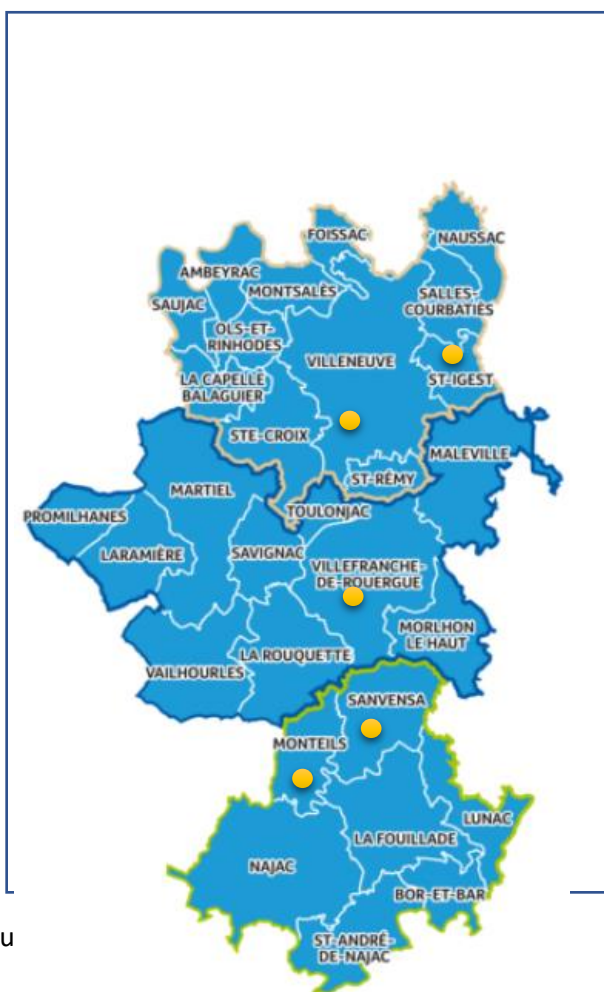 FOISSAC
NAUSSAC
AMBEYRAC
MONTSALÈS
SALLES-
COURBATIÈS
SAUJAC
OLS-ET-
RINHODES
VILLENEUVE
LA CAPELLE
BALAGUIER
ST-IGEST
STE-CROIX
MALEVILLE
ST-RÉMY
MARTIEL
PROMILHANES
TOULONJAC
LARAMIÈRE
SAVIGNAC
VILLEFRANCHE-
DE-ROUERGUE
MORLHON
LE HAUT
LA ROUQUETTE
VAILHOURLES
SANVENSA
MONTEILS
LUNAC
LA FOUILLADE
NAJAC
BOR-ET-BAR
u
ST-ANDRÉ-
DE-NAJAC